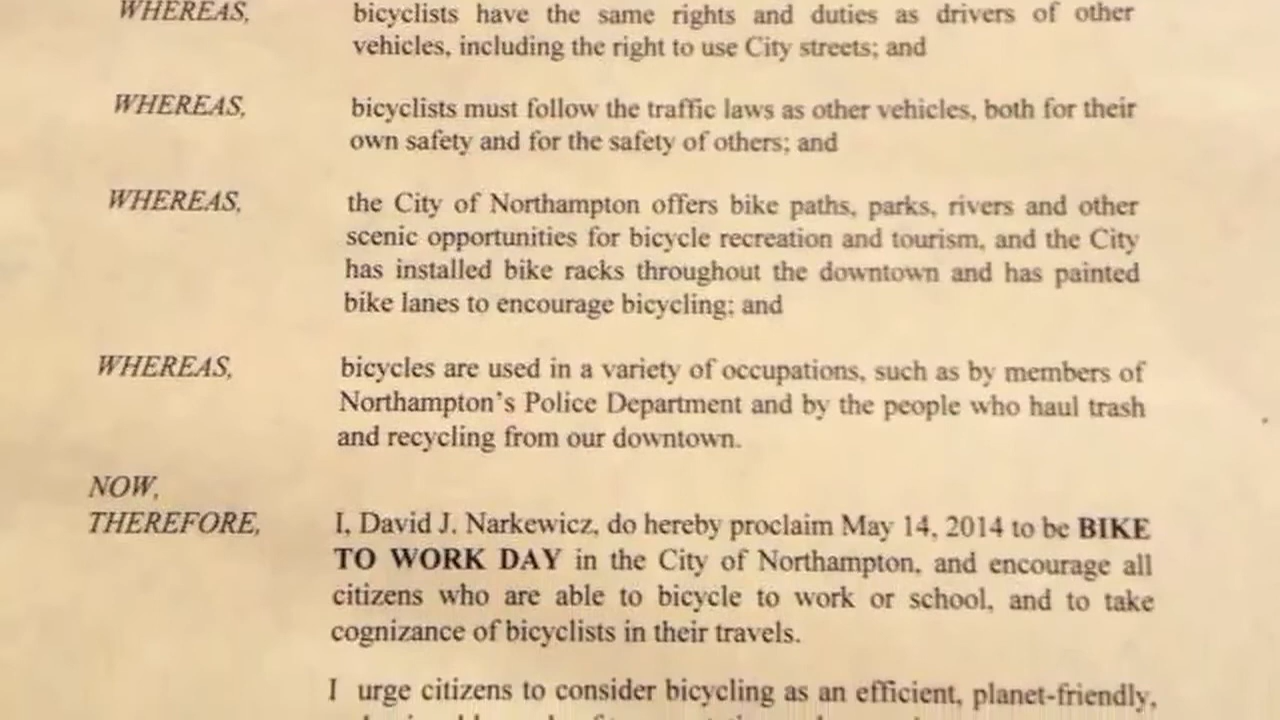 WHEREAS, bicyclists have the same rights and duties as drivers of other
vehicles, including the right to use City streets; and
WHEREAS, bicyclists must follow the traffic laws as other vehicles, both for their
own safety and for the safety of others; and
WHEREAS, the City of Northampton offers bike paths, parks, rivers and other
scenic opportunities for bicycle recreation and tourism, and the City
has installed bike racks throughout the downtown and has painted
bike lanes to encourage bicycling; and
WHEREAS, bicycles are used in a variety of occupations, such as by members of
Northampton's Police Department and by the people who haul trash
and recycling from our downtown.
NOW,
THEREFORE, I, David J. Narkewicz, do hereby proclaim May 14, 2014 to be BIKE
TO WORK DAY in the City of Northampton, and encourage all
citizens who are able to bicycle to work or school, and to take
cognizance of bicyclists in their travels.
I urge citizens to consider bicycling as an efficient, planet-friendly,